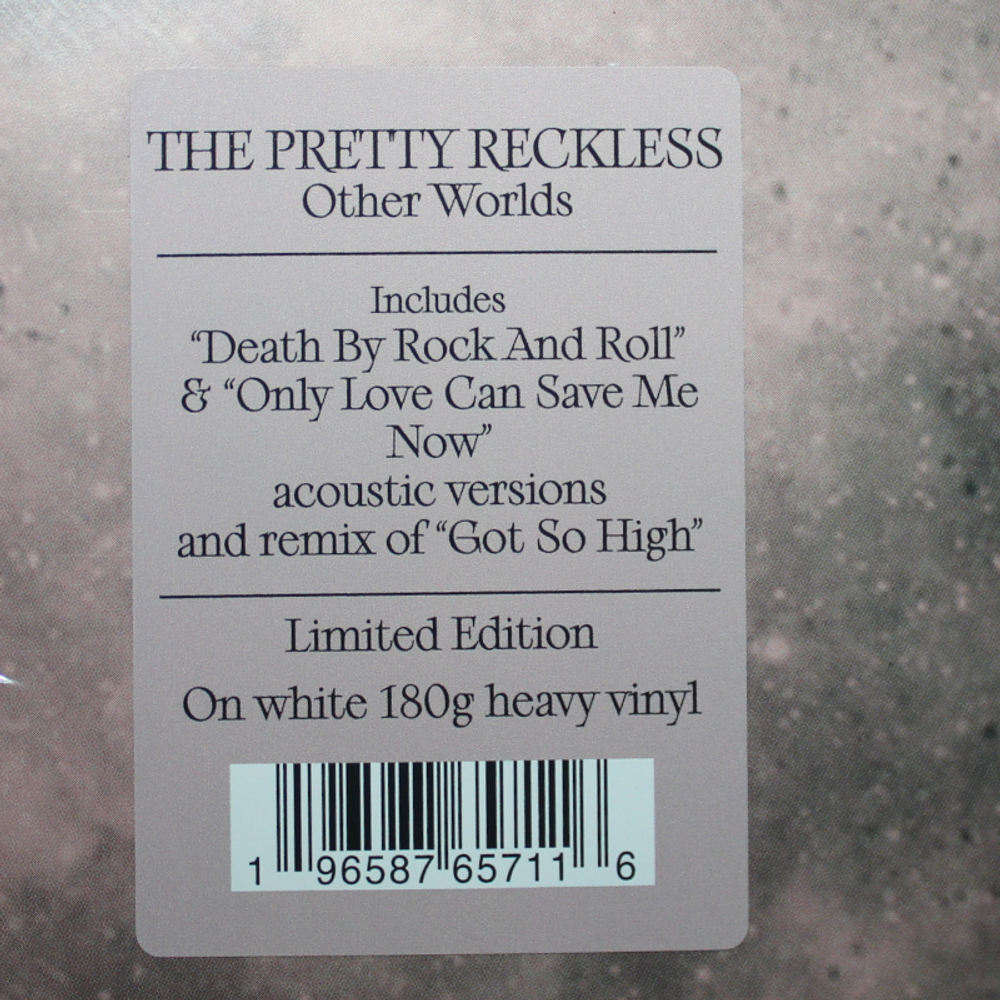 THE PRETTY RECKLESS
Other Worlds
Includes
“Death By Rock And Roll”
& “Only Love Can Save Me
Now”
acoustic versions
and remix of “Got So High”
Limited Edition
On white 180g heavy vinyl
1 96587 65711 6